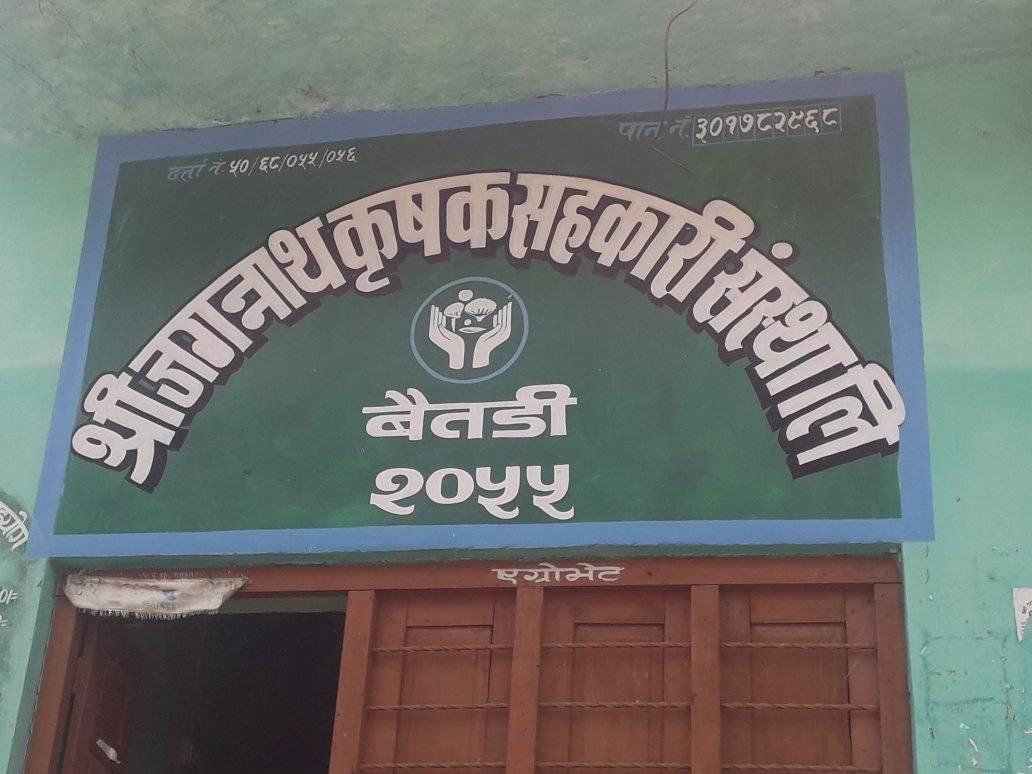 दर्ता नं. ५०/६८/०५५/०५६
पान नं. ३०१७८२९६८
श्री जगन्नाथ कृषक सहकारी संस्था लि
बैतडी
२०५५
एग्रोभेट